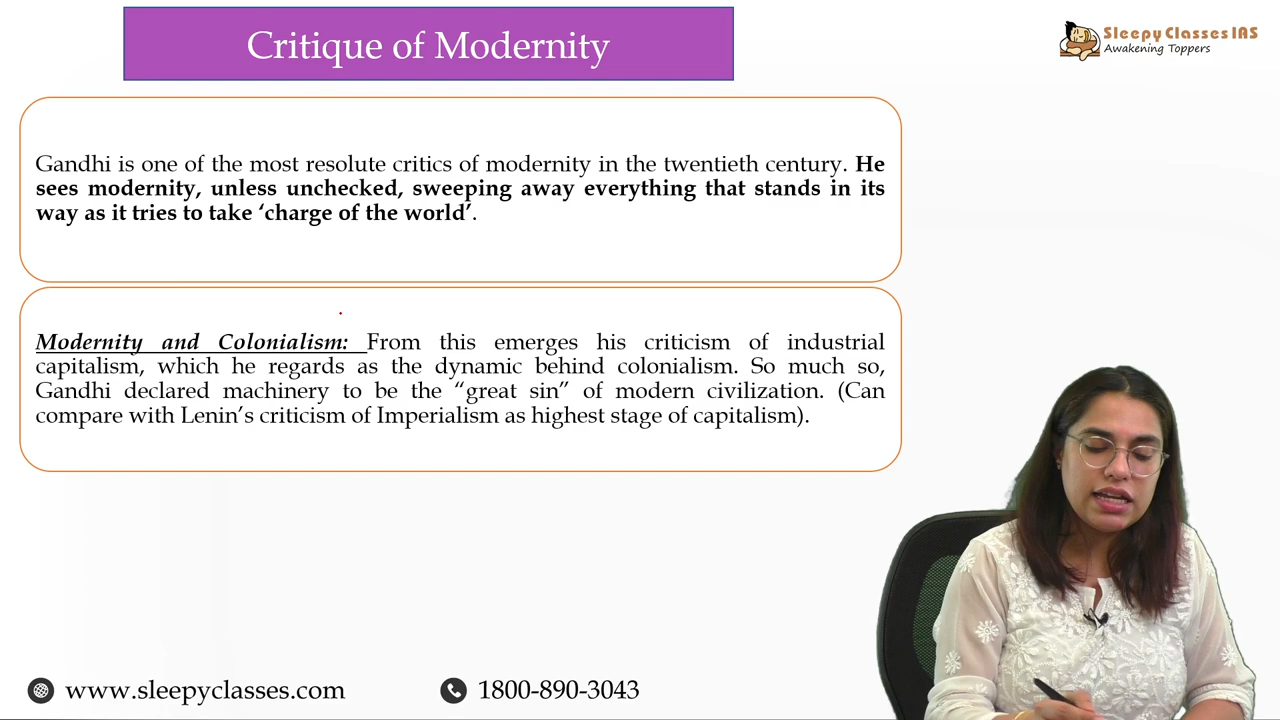 Critique of Modernity
Sleepy Classes IAS
Awakening Toppers
Gandhi is one of the most resolute critics of modernity in the twentieth century. He
sees modernity, unless unchecked, sweeping away everything that stands in its
way as it tries to take ‘charge of the world’.
Modernity and Colonialism: From this emerges his criticism of industrial
capitalism, which he regards as the dynamic behind colonialism. So much so,
Gandhi declared machinery to be the “great sin” of modern civilization. (Can
compare with Lenin’s criticism of Imperialism as highest stage of capitalism).
www.sleepyclasses.com
1800-890-3043